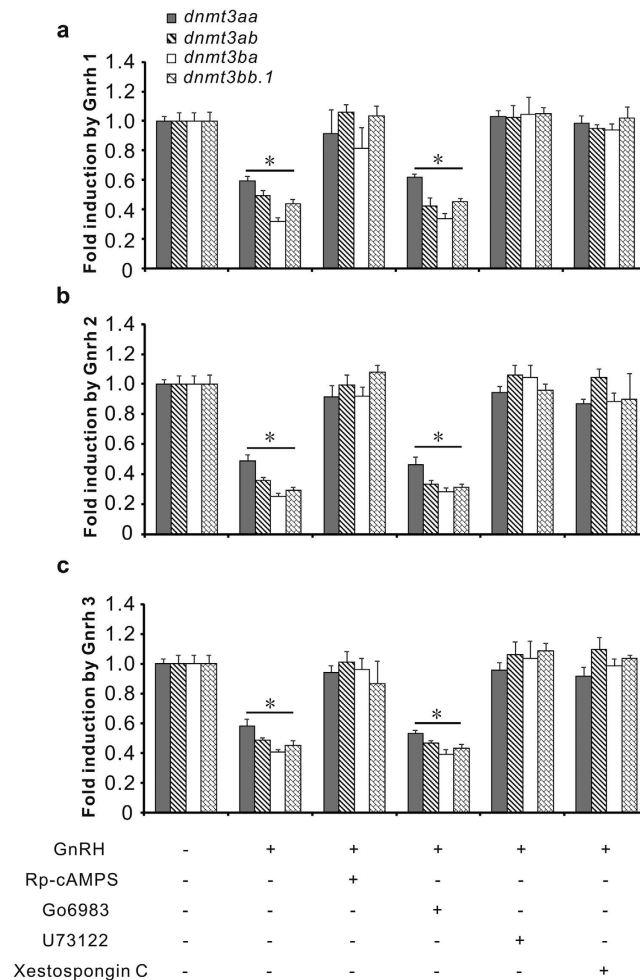 a
dnmt3aa
dnmt3ab
dnmt3ba
dnmt3bb.1
Fold induction by Gnrh 1
1.4
1.2
1.0
0.8
0.6
0.4
0.2
0
*
*
b
Fold induction by Gnrh 2
1.4
1.2
1.0
0.8
0.6
0.4
0.2
0
*
*
c
Fold induction by Gnrh 3
1.4
1.2
1.0
0.8
0.6
0.4
0.2
0
*
*
GnRH - + + + + +
Rp-cAMPS - - + - - -
Go6983 - - - + - -
U73122 - - - - + -
Xestospongin C - - - - - +